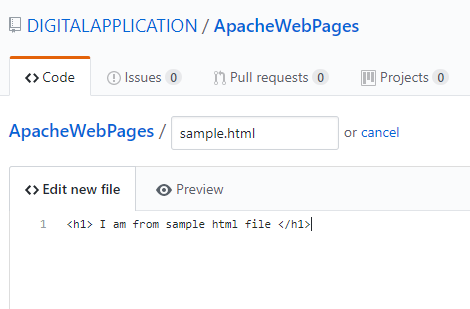 DIGITALAPPLICATION / ApacheWebPages
Code Issues 0 Pull requests 0 Projects 0
ApacheWebPages / sample.html or cancel
Edit new file Preview
1 <h1> I am from sample html file </h1>